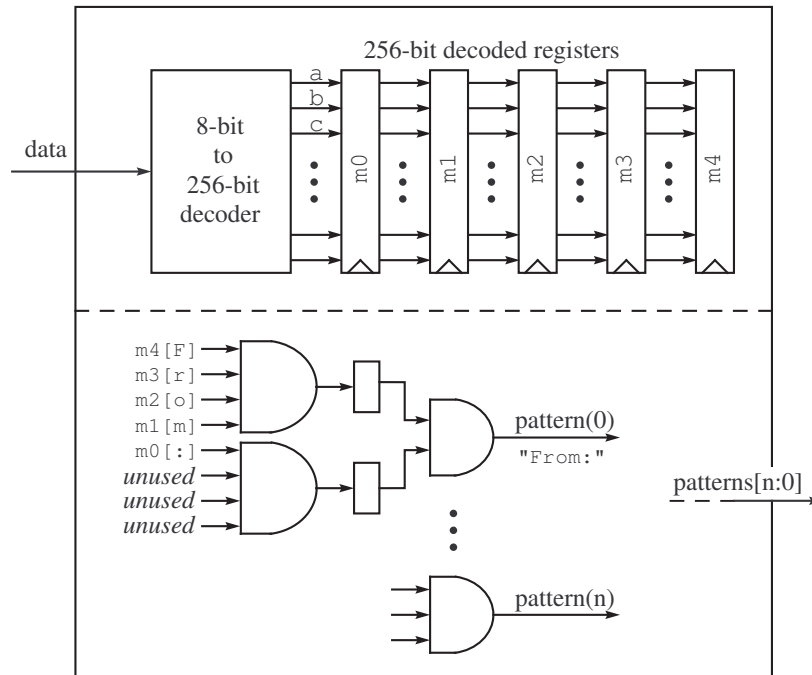 256-bit decoded registers
data
8-bit
to
256-bit
decoder
a
b
c
m0
m1
m2
m3
m4
m4[F]
m3[r]
m2[o]
m1[m]
m0[:]
unused
unused
unused
pattern(0)
"From:"
patterns[n:0]
pattern(n)